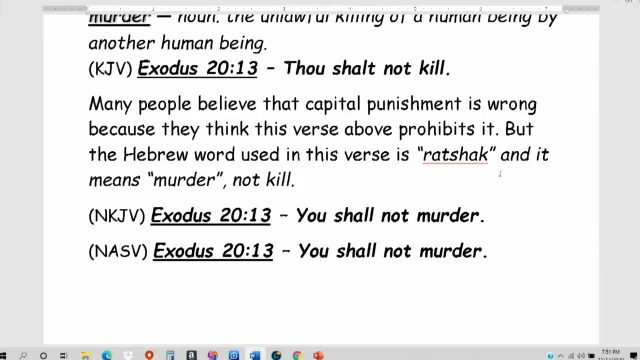 murder — noun. the unlawful killing of a human being by
another human being.
(KJV) Exodus 20:13 – Thou shalt not kill.
Many people believe that capital punishment is wrong
because they think this verse above prohibits it. But
the Hebrew word used in this verse is "ratshak" and it
means "murder", not kill.
(NKJV) Exodus 20:13 – You shall not murder.
(NASV) Exodus 20:13 – You shall not murder.
7:51 PM